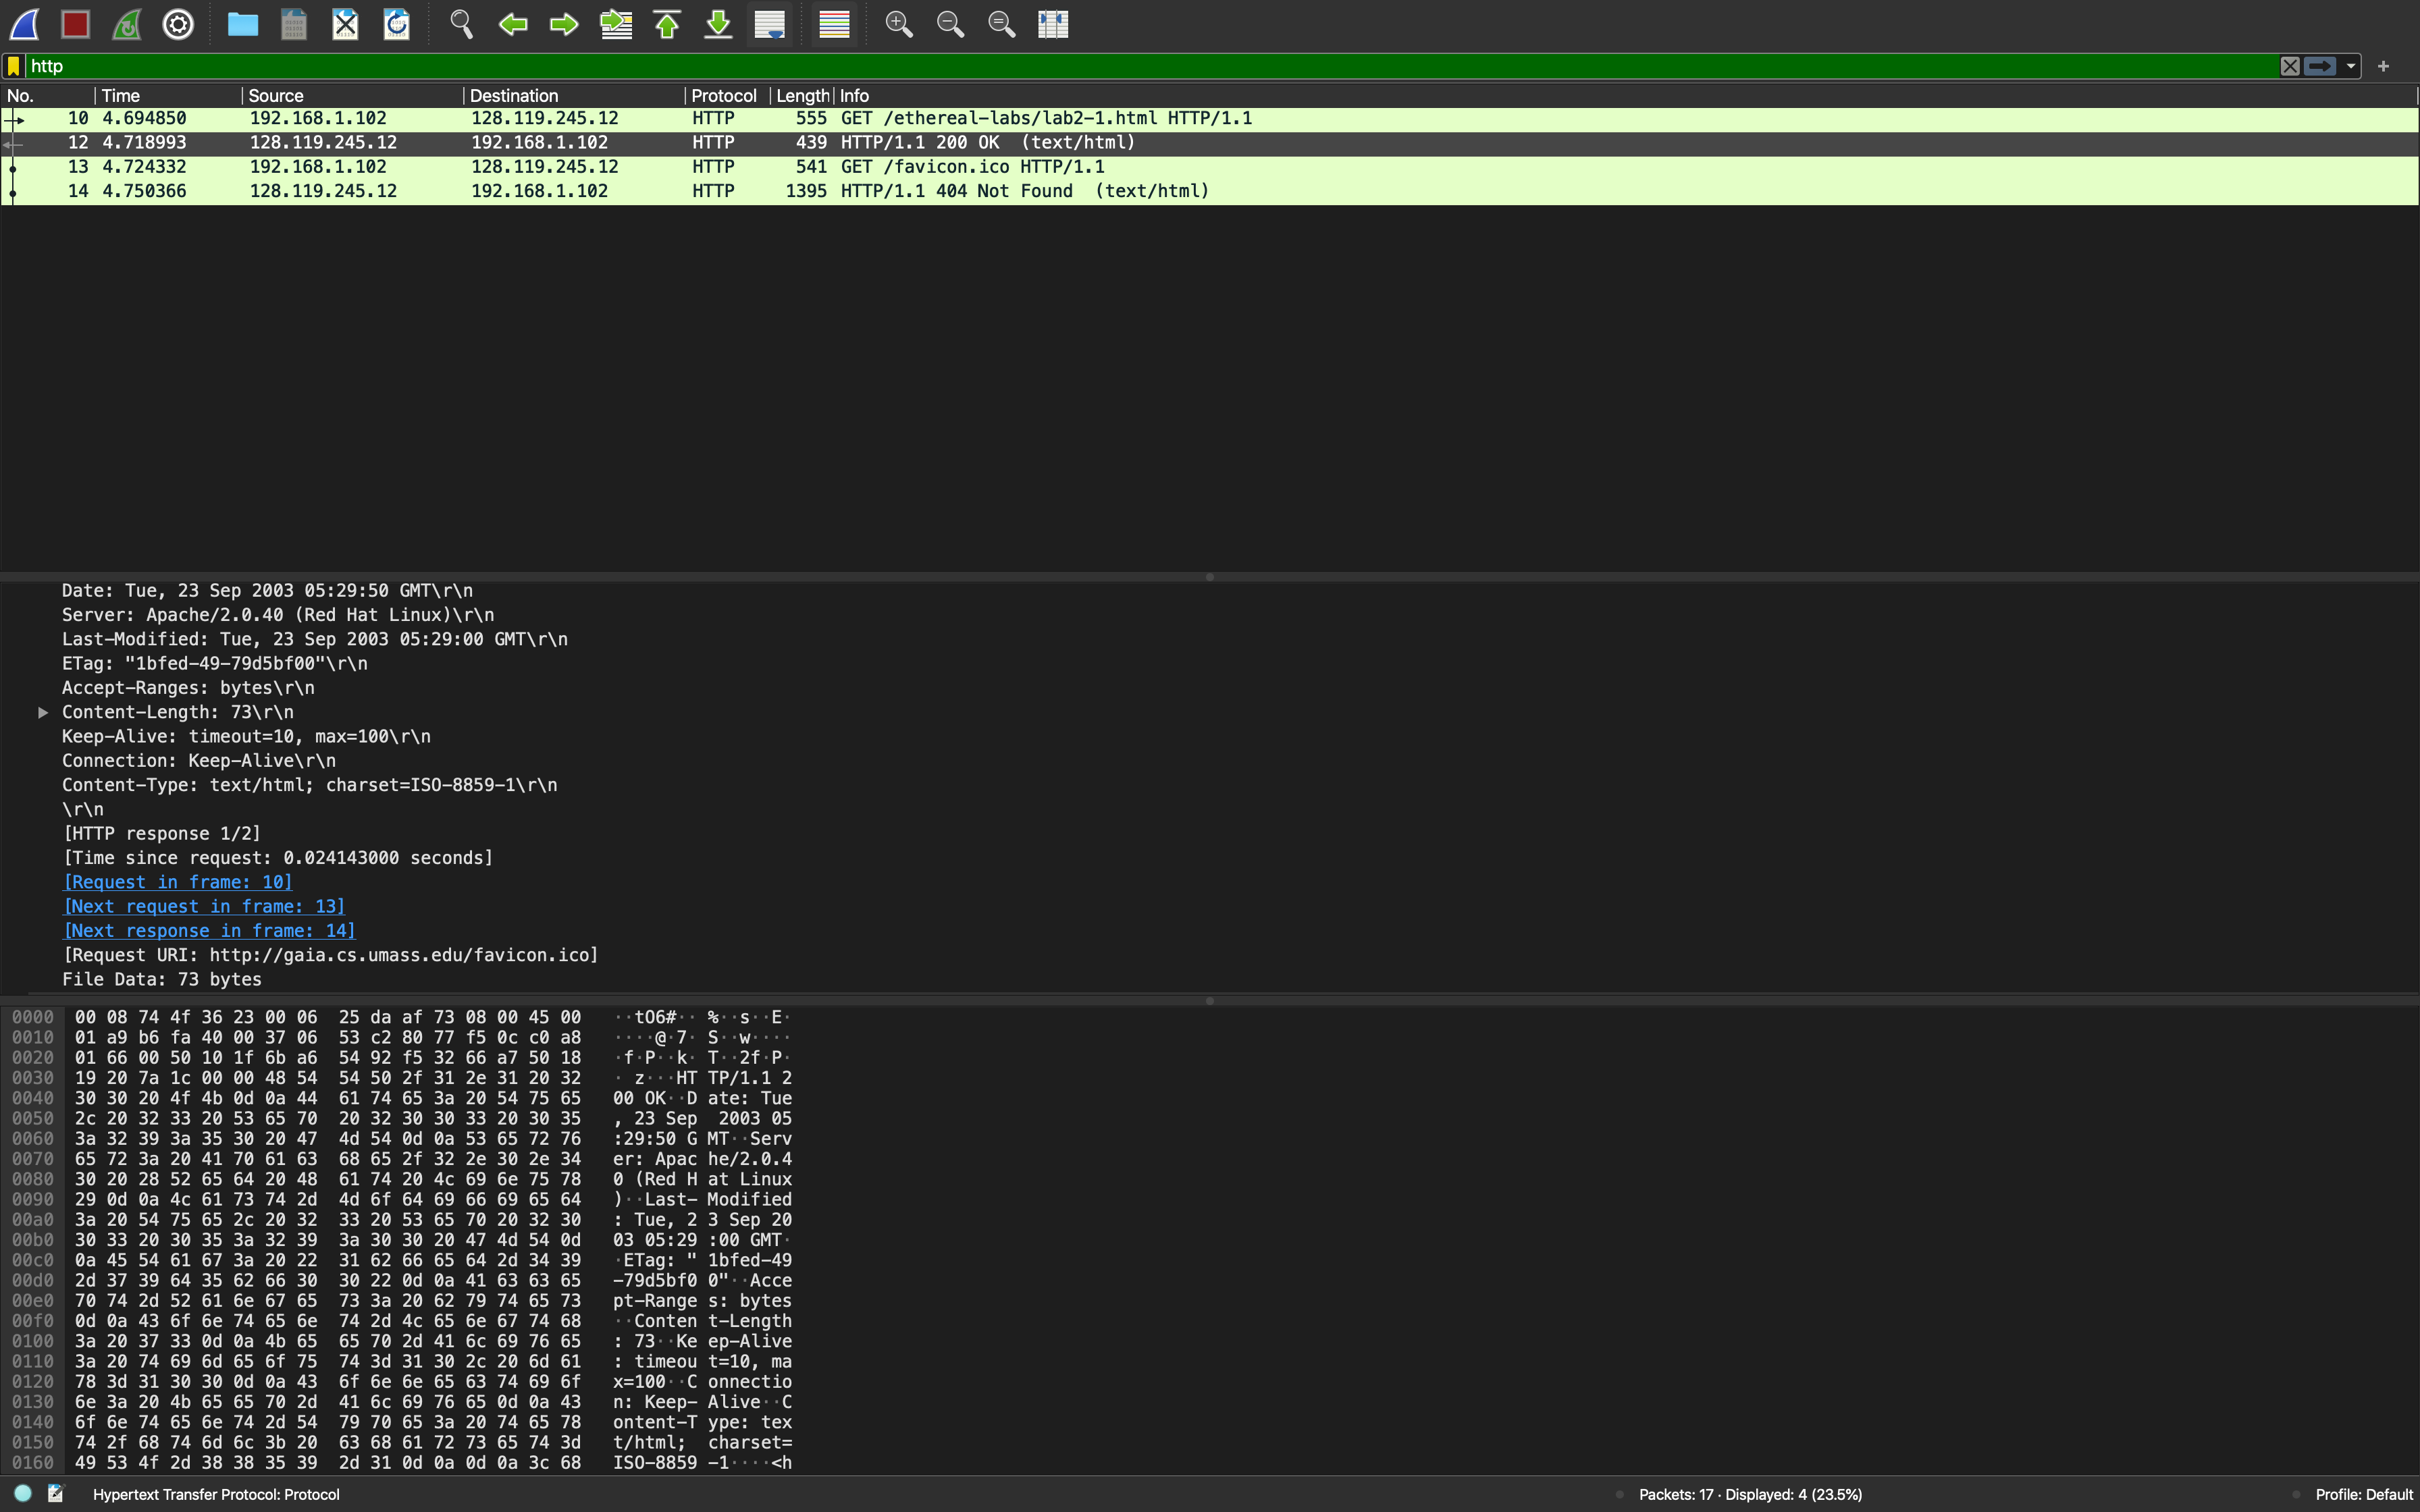 http
No. Time Source Destination Protocol Length Info
10 4.694850 192.168.1.102 128.119.245.12 HTTP 555 GET /ethereal-labs/lab2-1.html HTTP/1.1
12 4.718993 128.119.245.12 192.168.1.102 HTTP 439 HTTP/1.1 200 OK (text/html)
13 4.724332 192.168.1.102 128.119.245.12 HTTP 541 GET /favicon.ico HTTP/1.1
14 4.750366 128.119.245.12 192.168.1.102 HTTP 1395 HTTP/1.1 404 Not Found (text/html)
Date: Tue, 23 Sep 2003 05:29:50 GMT\r\n
Server: Apache/2.0.40 (Red Hat Linux)\r\n
Last-Modified: Tue, 23 Sep 2003 05:29:00 GMT\r\n
ETag: "1bfed-49-79d5bf00"\r\n
Accept-Ranges: bytes\r\n
Content-Length: 73\r\n
Keep-Alive: timeout=10, max=100\r\n
Connection: Keep-Alive\r\n
Content-Type: text/html; charset=ISO-8859-1\r\n
\r\n
[HTTP response 1/2]
[Time since request: 0.024143000 seconds]
[Request in frame: 10]
[Next request in frame: 13]
[Next response in frame: 14]
[Request URI: http://gaia.cs.umass.edu/favicon.ico]
File Data: 73 bytes
0000 00 08 74 4f 36 23 00 06 25 da af 73 08 00 45 00 ··tO6#·· %··s··E·
0010 01 a9 b6 fa 40 00 37 06 53 c2 80 77 f5 0c c0 a8 ····@·7· S··w····
0020 01 66 00 50 10 1f 6b a6 54 92 f5 32 66 a7 50 18 ·f·P··k· T··2f·P·
0030 19 20 7a 1c 00 00 48 54 54 50 2f 31 2e 31 20 32 · z···HT TP/1.1 2
0040 30 30 20 4f 4b 0d 0a 44 61 74 65 3a 20 54 75 65 00 OK··D ate: Tue
0050 2c 20 32 33 20 53 65 70 20 32 30 30 33 20 30 35 , 23 Sep 2003 05
0060 3a 32 39 3a 35 30 20 47 4d 54 0d 0a 53 65 72 76 :29:50 G MT··Serv
0070 65 72 3a 20 41 70 61 63 68 65 2f 32 2e 30 2e 34 er: Apac he/2.0.4
0080 30 20 28 52 65 64 20 48 61 74 20 4c 69 6e 75 78 0 (Red H at Linux
0090 29 0d 0a 4c 61 73 74 2d 4d 6f 64 69 66 69 65 64 )··Last- Modified
00a0 3a 20 54 75 65 2c 20 32 33 20 53 65 70 20 32 30 : Tue, 2 3 Sep 20
00b0 30 33 20 30 35 3a 32 39 3a 30 30 20 47 4d 54 0d 03 05:29 :00 GMT·
00c0 0a 45 54 61 67 3a 20 22 31 62 66 65 64 2d 34 39 ·ETag: " 1bfed-49
00d0 2d 37 39 64 35 62 66 30 30 22 0d 0a 41 63 63 65 -79d5bf0 0"··Acce
00e0 70 74 2d 52 61 6e 67 65 73 3a 20 62 79 74 65 73 pt-Range s: bytes
00f0 0d 0a 43 6f 6e 74 65 6e 74 2d 4c 65 6e 67 74 68 ··Conten t-Length
0100 3a 20 37 33 0d 0a 4b 65 65 70 2d 41 6c 69 76 65 : 73··Ke ep-Alive
0110 3a 20 74 69 6d 65 6f 75 74 3d 31 30 2c 20 6d 61 : timeou t=10, ma
0120 78 3d 31 30 30 0d 0a 43 6f 6e 6e 65 63 74 69 6f x=100··C onnectio
0130 6e 3a 20 4b 65 65 70 2d 41 6c 69 76 65 0d 0a 43 n: Keep- Alive··C
0140 6f 6e 74 65 6e 74 2d 54 79 70 65 3a 20 74 65 78 ontent-T ype: tex
0150 74 2f 68 74 6d 6c 3b 20 63 68 61 72 73 65 74 3d t/html; charset=
0160 49 53 4f 2d 38 38 35 39 2d 31 0d 0a 0d 0a 3c 68 ISO-8859 -1····<h
Hypertext Transfer Protocol: Protocol Packets: 17 · Displayed: 4 (23.5%) Profile: Default